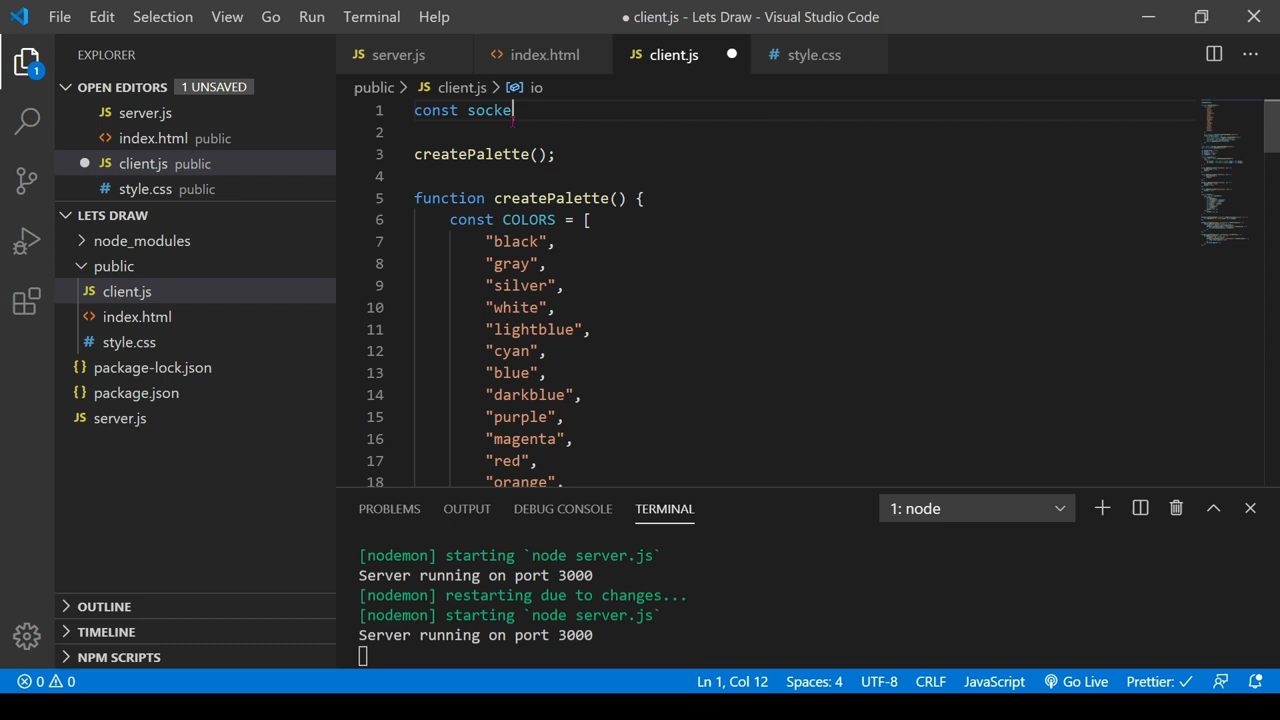 File Edit Selection View Go Run Terminal Help
● client.js - Lets Draw - Visual Studio Code
EXPLORER
OPEN EDITORS 1 UNSAVED
JS server.js
<> index.html public
● JS client.js public
# style.css public
LETS DRAW
node_modules
public
JS client.js
<> index.html
# style.css
{} package-lock.json
{} package.json
JS server.js
OUTLINE
TIMELINE
NPM SCRIPTS
1
JS server.js
<> index.html
JS client.js ●
# style.css
public > JS client.js > io
1 const socke
2
3 createPalette();
4
5 function createPalette() {
6 const COLORS = [
7 "black",
8 "gray",
9 "silver",
10 "white",
11 "lightblue",
12 "cyan",
13 "blue",
14 "darkblue",
15 "purple",
16 "magenta",
17 "red",
18 "orange",
PROBLEMS OUTPUT DEBUG CONSOLE TERMINAL
1: node
[nodemon] starting `node server.js`
Server running on port 3000
[nodemon] restarting due to changes...
[nodemon] starting `node server.js`
Server running on port 3000
0 0
Ln 1, Col 12 Spaces: 4 UTF-8 CRLF JavaScript Go Live Prettier: ✓